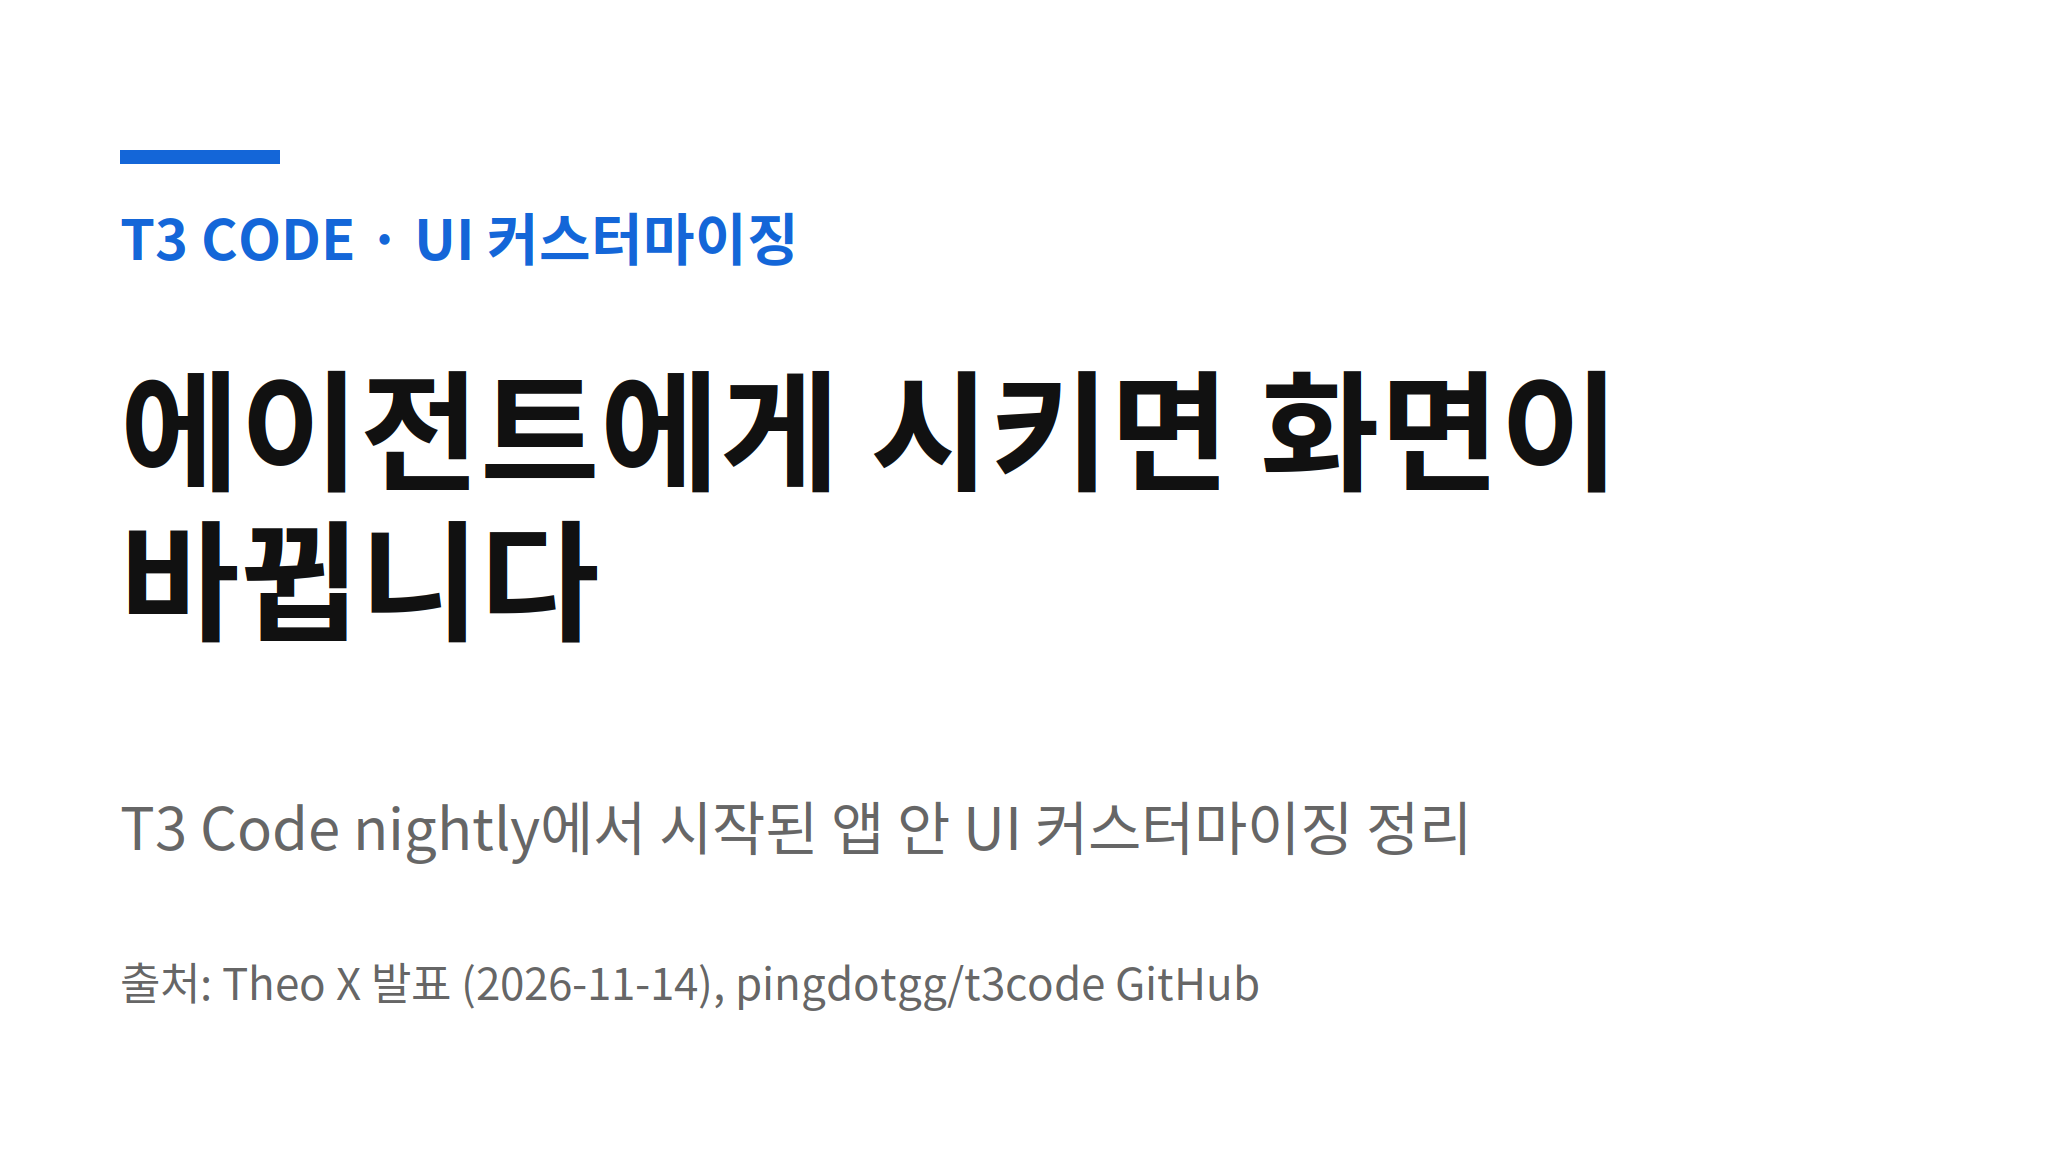 T3 CODE · UI 커스터마이징
에이전트에게 시키면 화면이
바뀝니다
T3 Code nightly에서 시작된 앱 안 UI 커스터마이징 정리
출처: Theo X 발표 (2026-11-14), pingdotgg/t3code GitHub